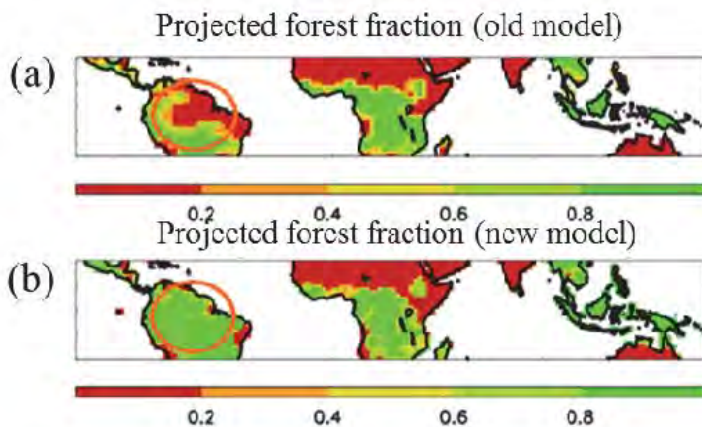 Projected forest fraction (old model)
(a)
0.2 0.4 0.6 0.8
Projected forest fraction (new model)
(b)
0.2 0.4 0.6 0.8